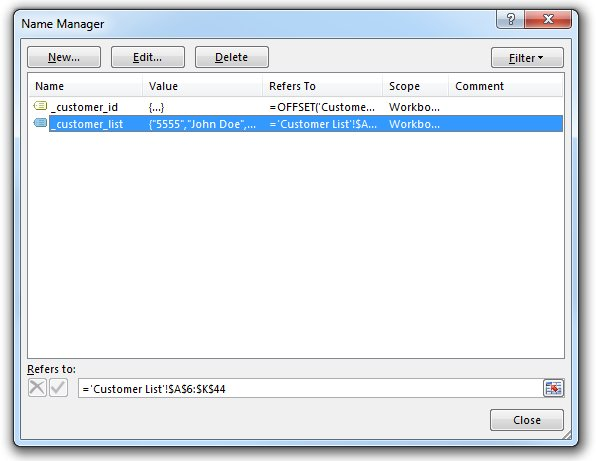 Name Manager
New... Edit... Delete Filter
Name Value Refers To Scope Comment
_customer_id {...} =OFFSET('Custome... Workbo...
_customer_list {"5555","John Doe",... ='Customer List'!$A... Workbo...
Refers to:
='Customer List'!$A$6:$K$44
Close